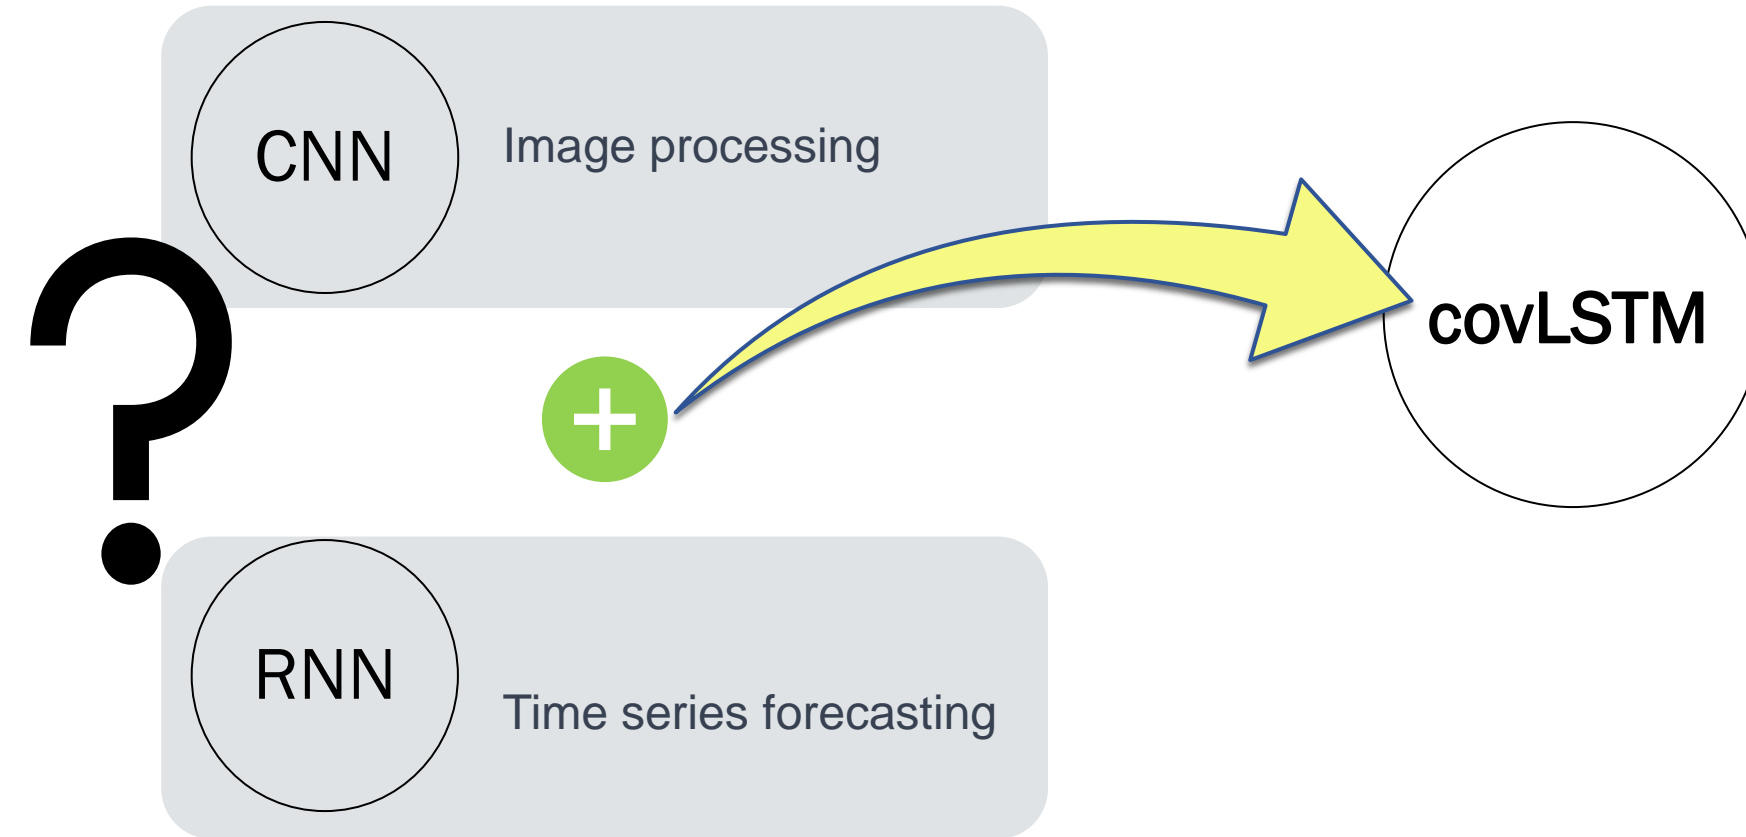 CNN
Image processing
?
+
covLSTM
RNN
Time series forecasting